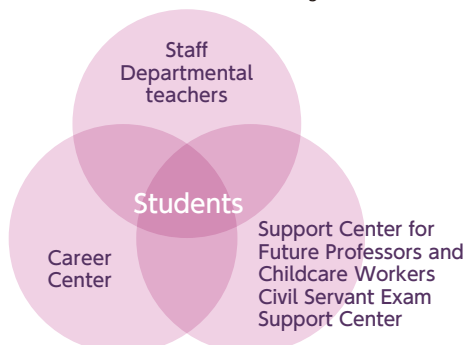 Staff
Departmental
teachers
Students
Career
Center
Support Center for
Future Professors and
Childcare Workers
Civil Servant Exam
Support Center